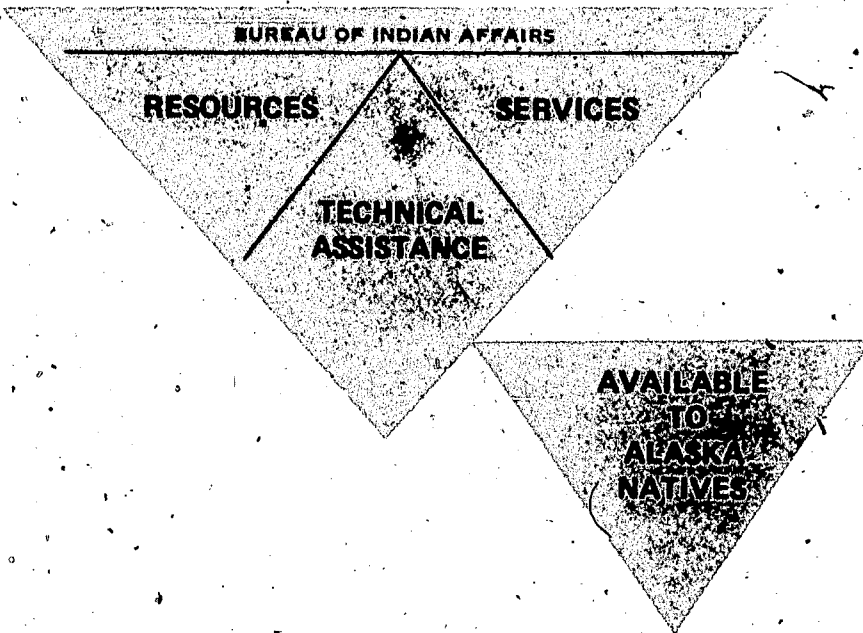 BUREAU OF INDIAN AFFAIRS
RESOURCES
SERVICES
TECHNICAL
ASSISTANCE
AVAILABLE
TO
ALASKA
NATIVES